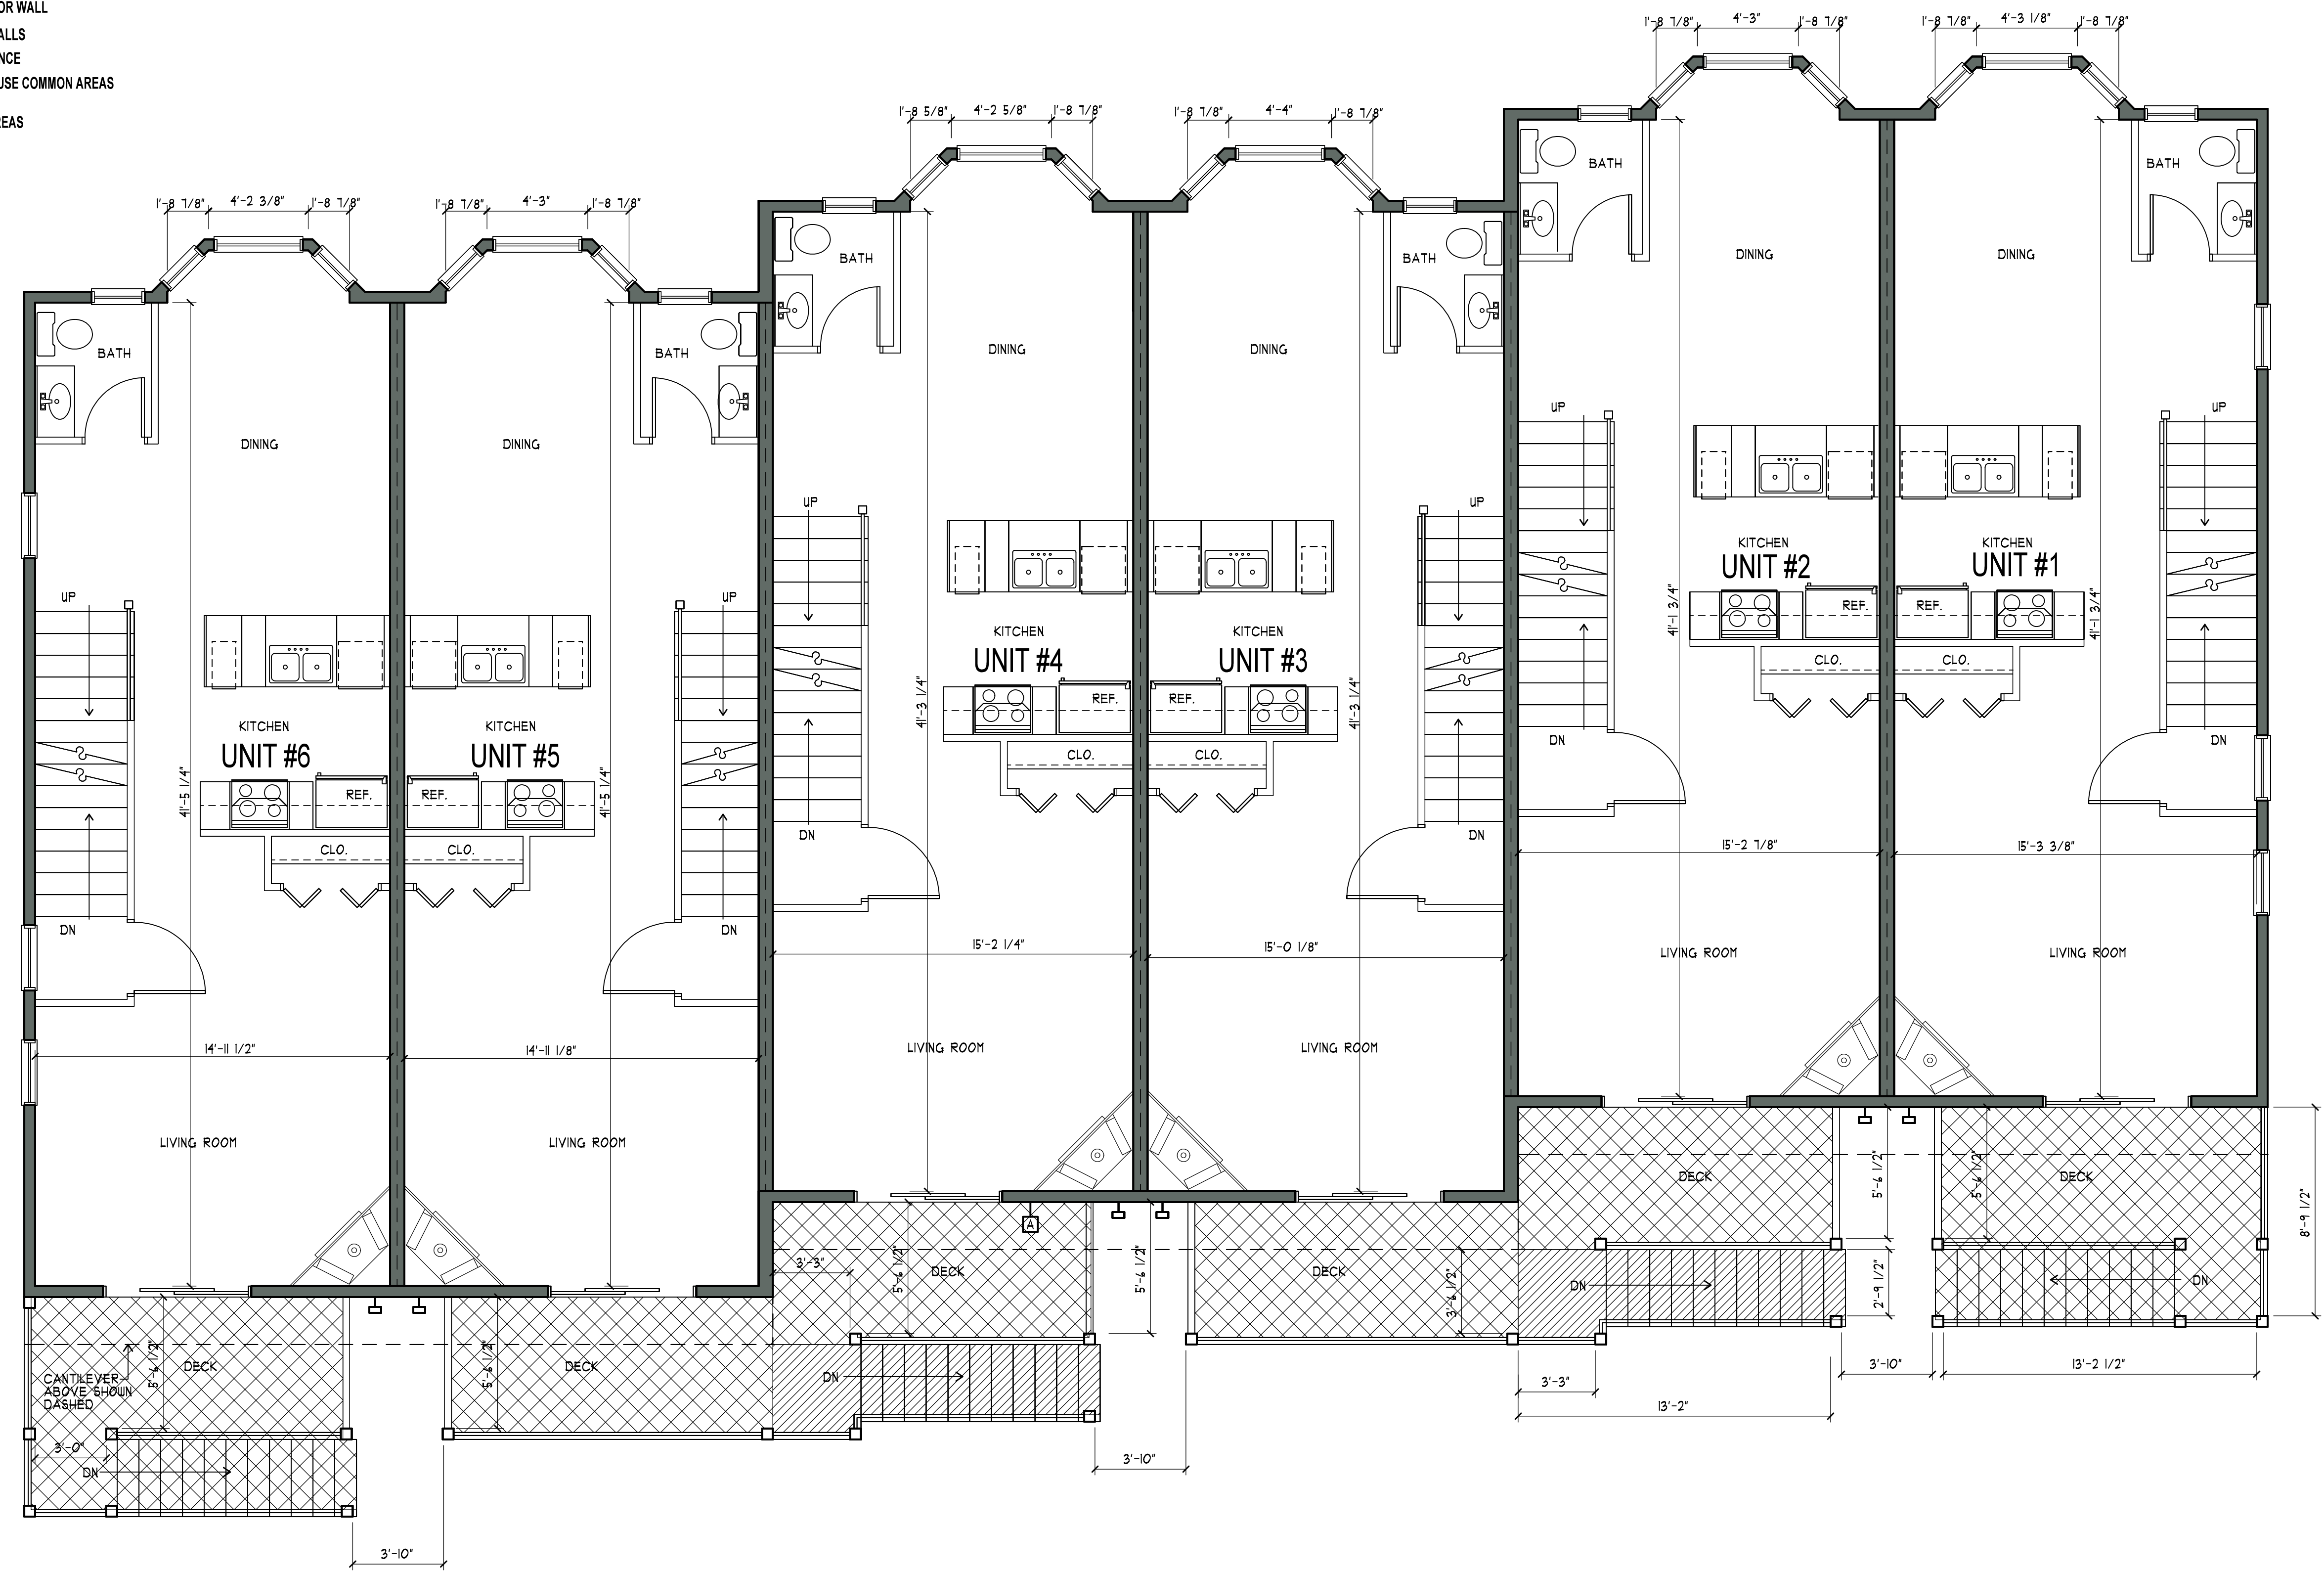 OR WALL
ALLS
NCE
USE COMMON AREAS
REAS
1'-8 7/8" 4'-3" 1'-8 7/8"
1'-8 7/8" 4'-3 1/8" 1'-8 7/8"
1'-8 5/8" 4'-2 5/8" 1'-8 7/8"
1'-8 7/8" 4'-4" 1'-8 7/8"
1'-8 7/8" 4'-2 3/8" 1'-8 7/8"
1'-8 7/8" 4'-3" 1'-8 7/8"
BATH
DINING
UP
KITCHEN
UNIT #6
41'-5 1/4"
REF.
CLO.
DN
14'-11 1/2"
LIVING ROOM
DECK
5'-6 1/2"
CANTILEVER
ABOVE SHOWN
DASHED
3'-0"
DN
3'-10"
BATH
DINING
UP
KITCHEN
UNIT #5
41'-5 1/4"
REF.
CLO.
DN
14'-11 1/8"
LIVING ROOM
DECK
5'-6 1/2"
BATH
DINING
UP
KITCHEN
UNIT #4
41'-3 1/4"
REF.
CLO.
DN
15'-2 1/4"
LIVING ROOM
A
3'-3"
5'-6 1/2"
DECK
DN
5'-6 1/2"
3'-10"
BATH
DINING
UP
KITCHEN
UNIT #3
41'-3 1/4"
REF.
CLO.
DN
15'-0 1/8"
LIVING ROOM
DECK
3'-6 1/2"
BATH
DINING
UP
KITCHEN
UNIT #2
41'-1 3/4"
REF.
CLO.
DN
15'-2 7/8"
LIVING ROOM
DECK
5'-6 1/2"
DN
2'-9 1/2"
3'-3"
13'-2"
3'-10"
BATH
DINING
UP
KITCHEN
UNIT #1
41'-1 3/4"
REF.
CLO.
DN
15'-3 3/8"
LIVING ROOM
5'-6 1/2"
DECK
DN
8'-9 1/2"
13'-2 1/2"